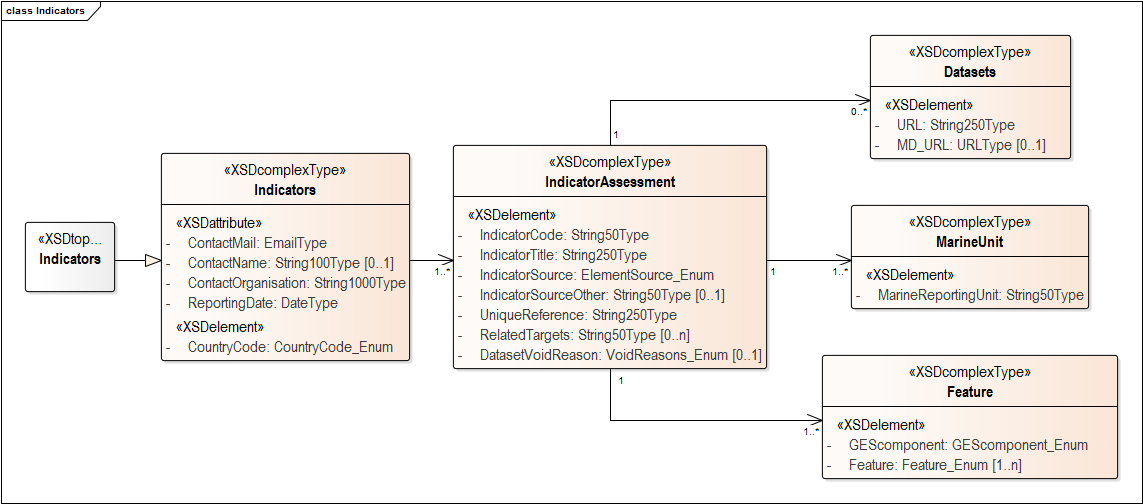 class Indicators
«XSDtop...
Indicators
«XSDcomplexType»
Indicators
«XSDattribute»
- ContactMail: EmailType
- ContactName: String100Type [0..1]
- ContactOrganisation: String1000Type
- ReportingDate: DateType
«XSDelement»
- CountryCode: CountryCode_Enum
1..*
«XSDcomplexType»
IndicatorAssessment
«XSDelement»
- IndicatorCode: String50Type
- IndicatorTitle: String250Type
- IndicatorSource: ElementSource_Enum
- IndicatorSourceOther: String50Type [0..1]
- UniqueReference: String250Type
- RelatedTargets: String50Type [0..n]
- DatasetVoidReason: VoidReasons_Enum [0..1]
1
0..*
«XSDcomplexType»
Datasets
«XSDelement»
- URL: String250Type
- MD_URL: URLType [0..1]
1
1..*
«XSDcomplexType»
MarineUnit
«XSDelement»
- MarineReportingUnit: String50Type
1
1..*
«XSDcomplexType»
Feature
«XSDelement»
- GEScomponent: GEScomponent_Enum
- Feature: Feature_Enum [1..n]